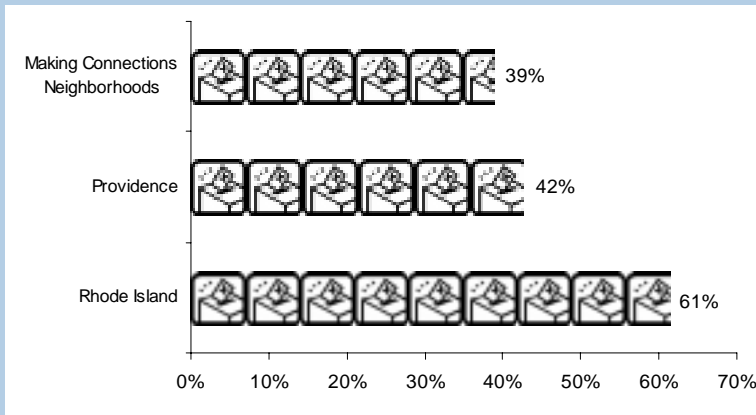 Making Connections
Neighborhoods
39%
Providence
42%
Rhode Island
61%
0% 10% 20% 30% 40% 50% 60% 70%